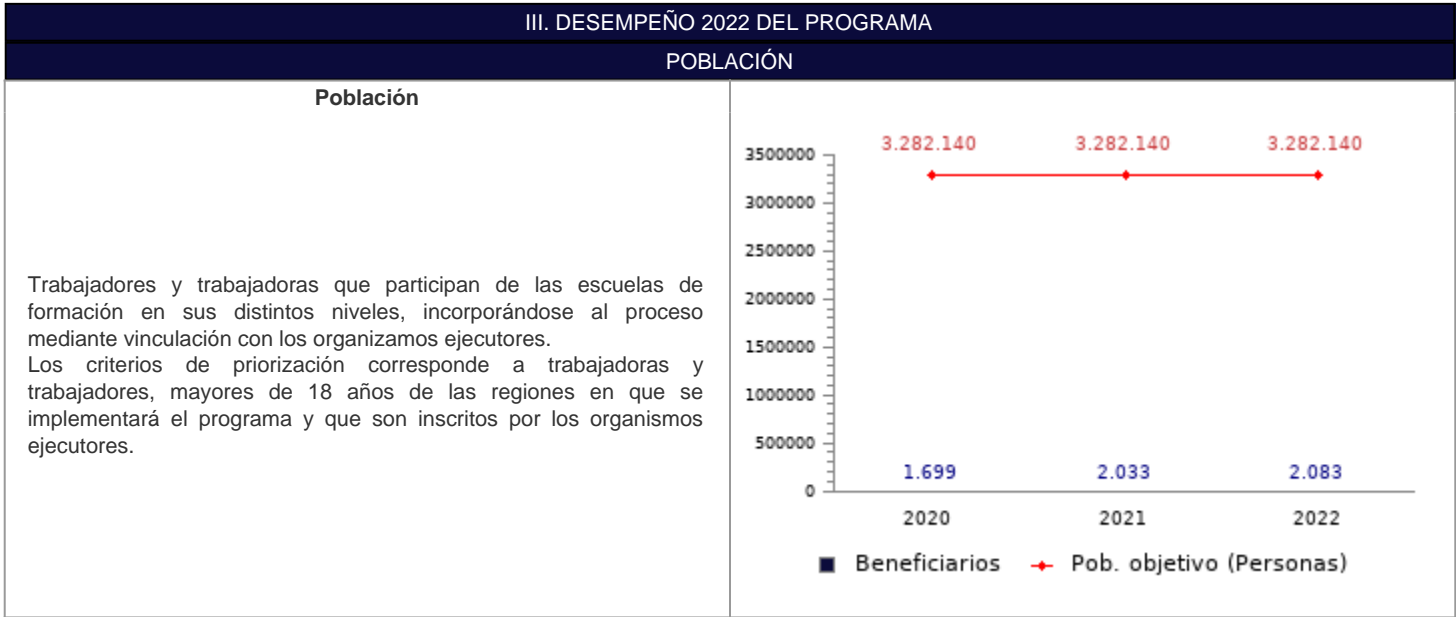 III. DESEMPEÑO 2022 DEL PROGRAMA
POBLACIÓN
Población
Trabajadores y trabajadoras que participan de las escuelas de
formación en sus distintos niveles, incorporándose al proceso
mediante vinculación con los organizamos ejecutores.
Los criterios de priorización corresponde a trabajadoras y
trabajadores, mayores de 18 años de las regiones en que se
implementará el programa y que son inscritos por los organismos
ejecutores.
3.282.140 3.282.140 3.282.140
3500000
3000000
2500000
2000000
1500000
1000000
500000
0
1.699 2.033 2.083
2020 2021 2022
Beneficiarios Pob. objetivo (Personas)